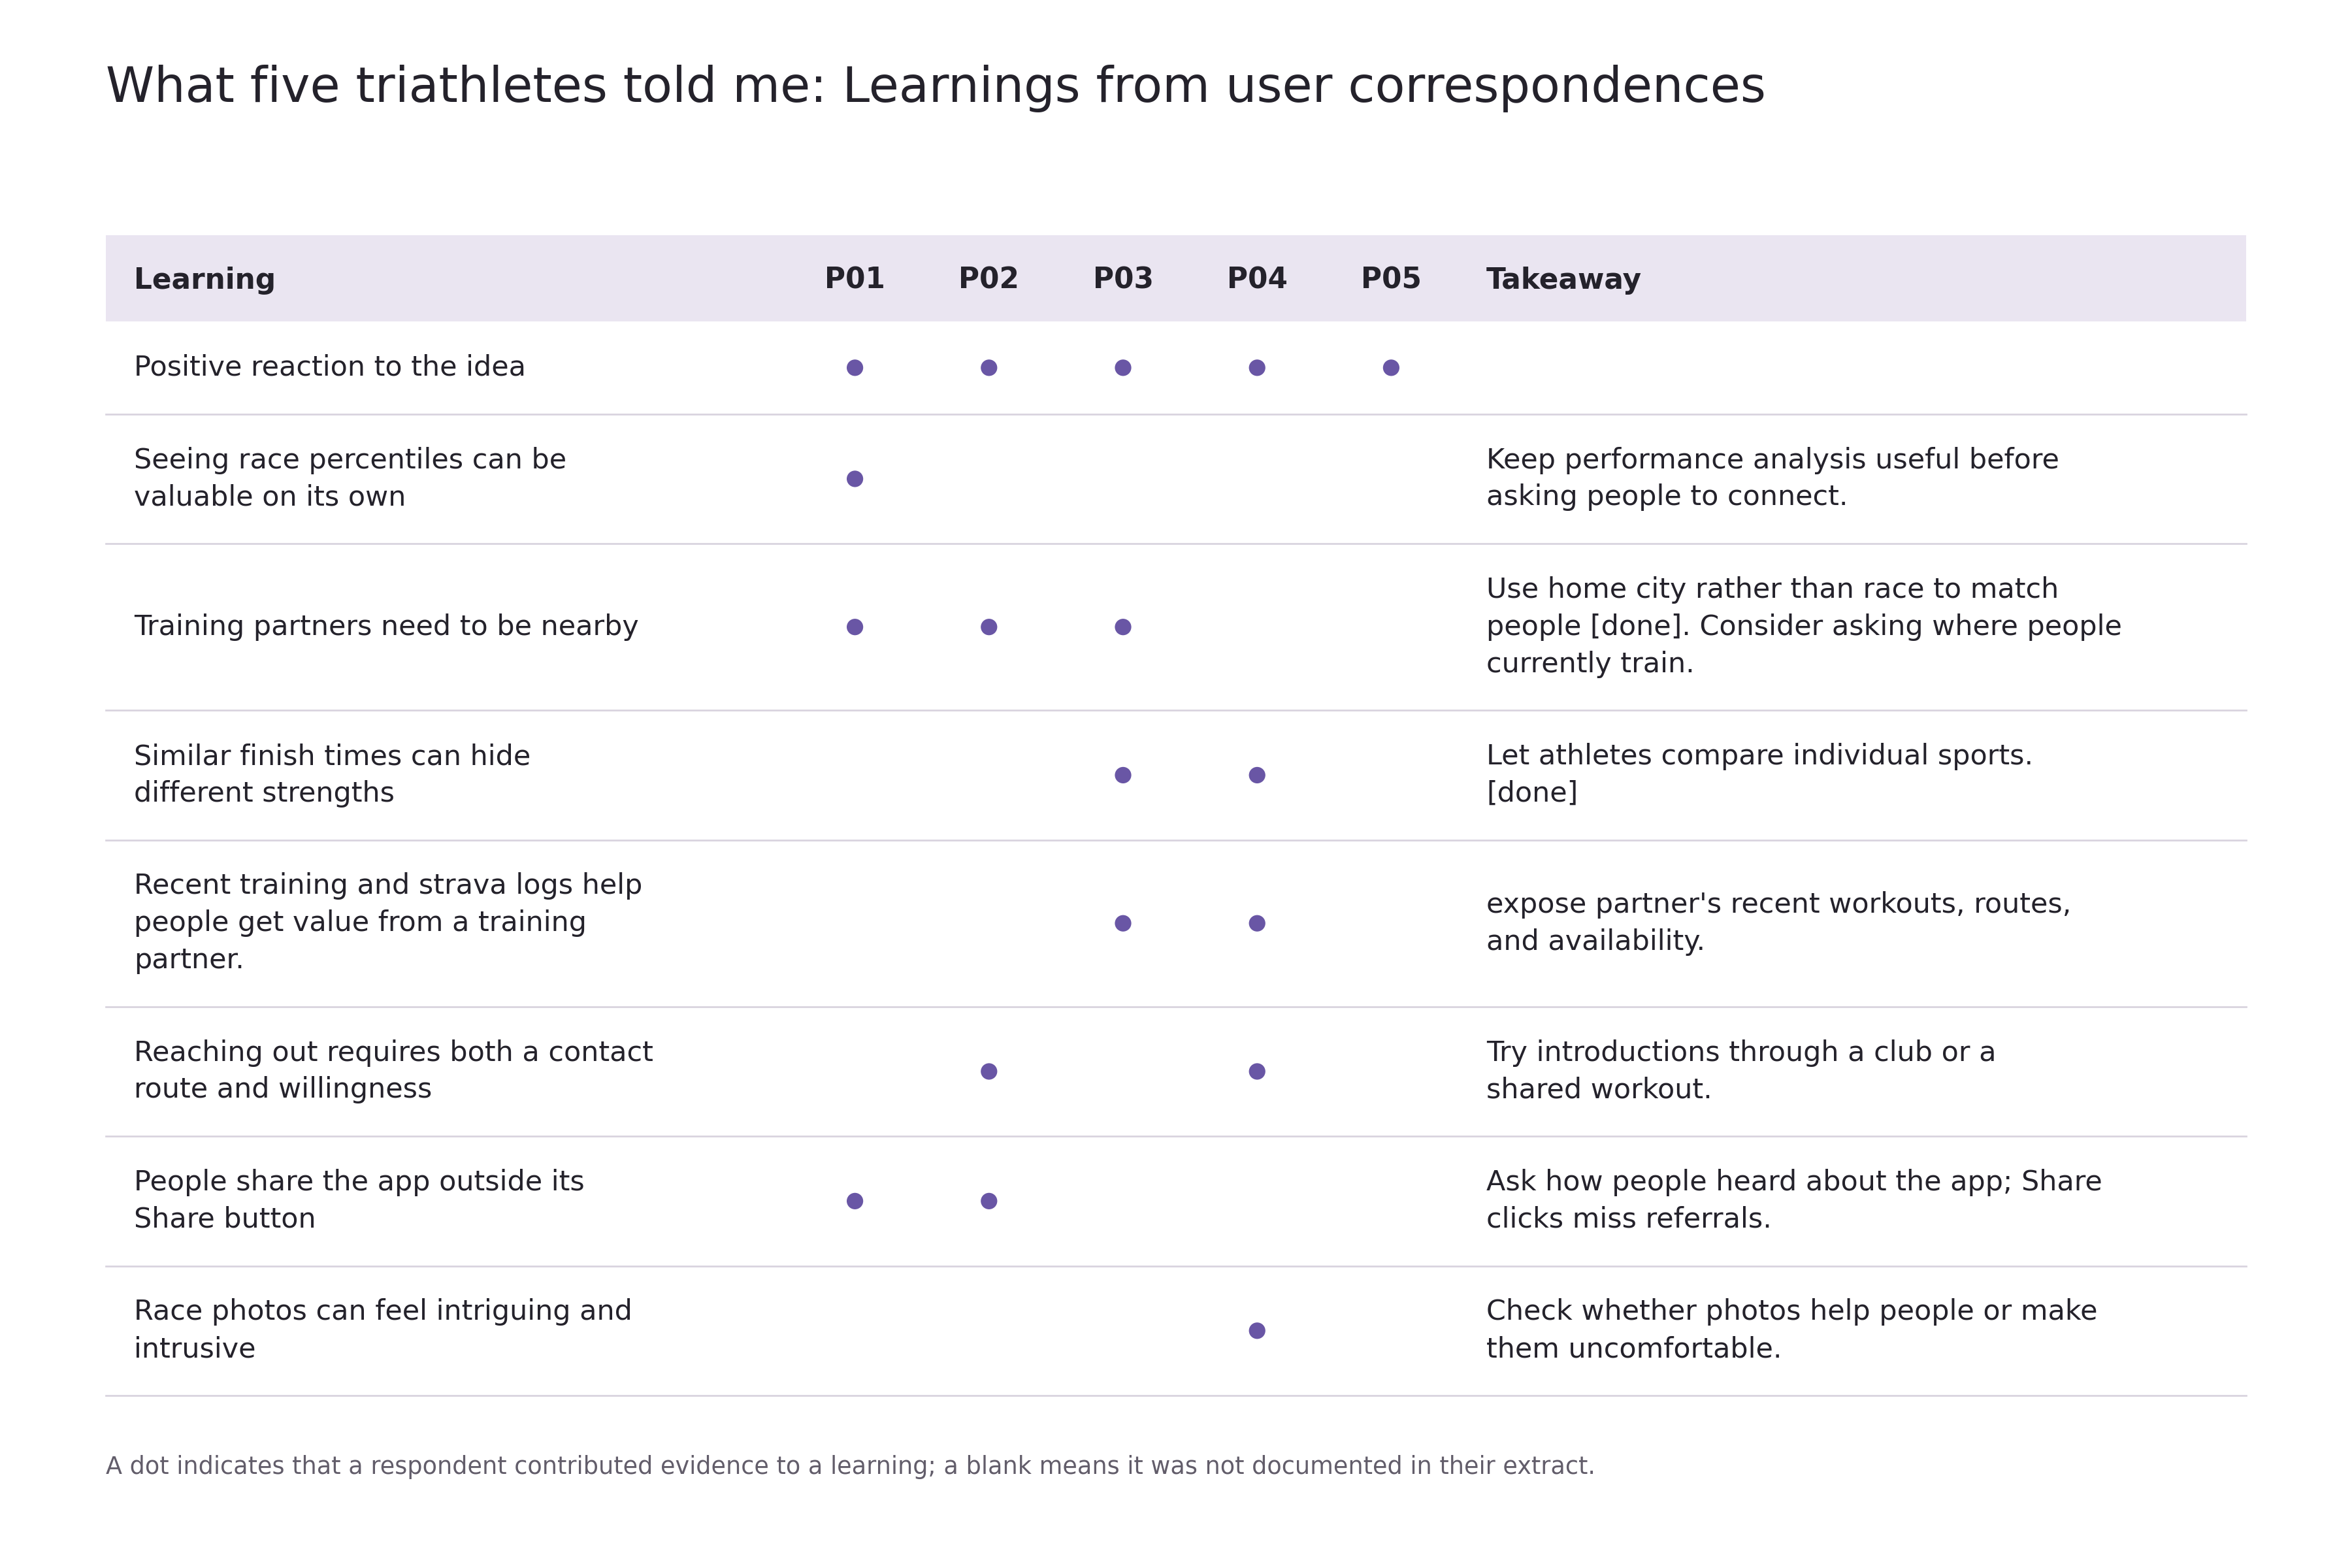 What five triathletes told me: Learnings from user correspondences
Learning P01 P02 P03 P04 P05 Takeaway
Positive reaction to the idea
Seeing race percentiles can be
valuable on its own
Keep performance analysis useful before
asking people to connect.
Training partners need to be nearby
Use home city rather than race to match
people [done]. Consider asking where people
currently train.
Similar finish times can hide
different strengths
Let athletes compare individual sports.
[done]
Recent training and strava logs help
people get value from a training
partner.
expose partner's recent workouts, routes,
and availability.
Reaching out requires both a contact
route and willingness
Try introductions through a club or a
shared workout.
People share the app outside its
Share button
Ask how people heard about the app; Share
clicks miss referrals.
Race photos can feel intriguing and
intrusive
Check whether photos help people or make
them uncomfortable.
A dot indicates that a respondent contributed evidence to a learning; a blank means it was not documented in their extract.